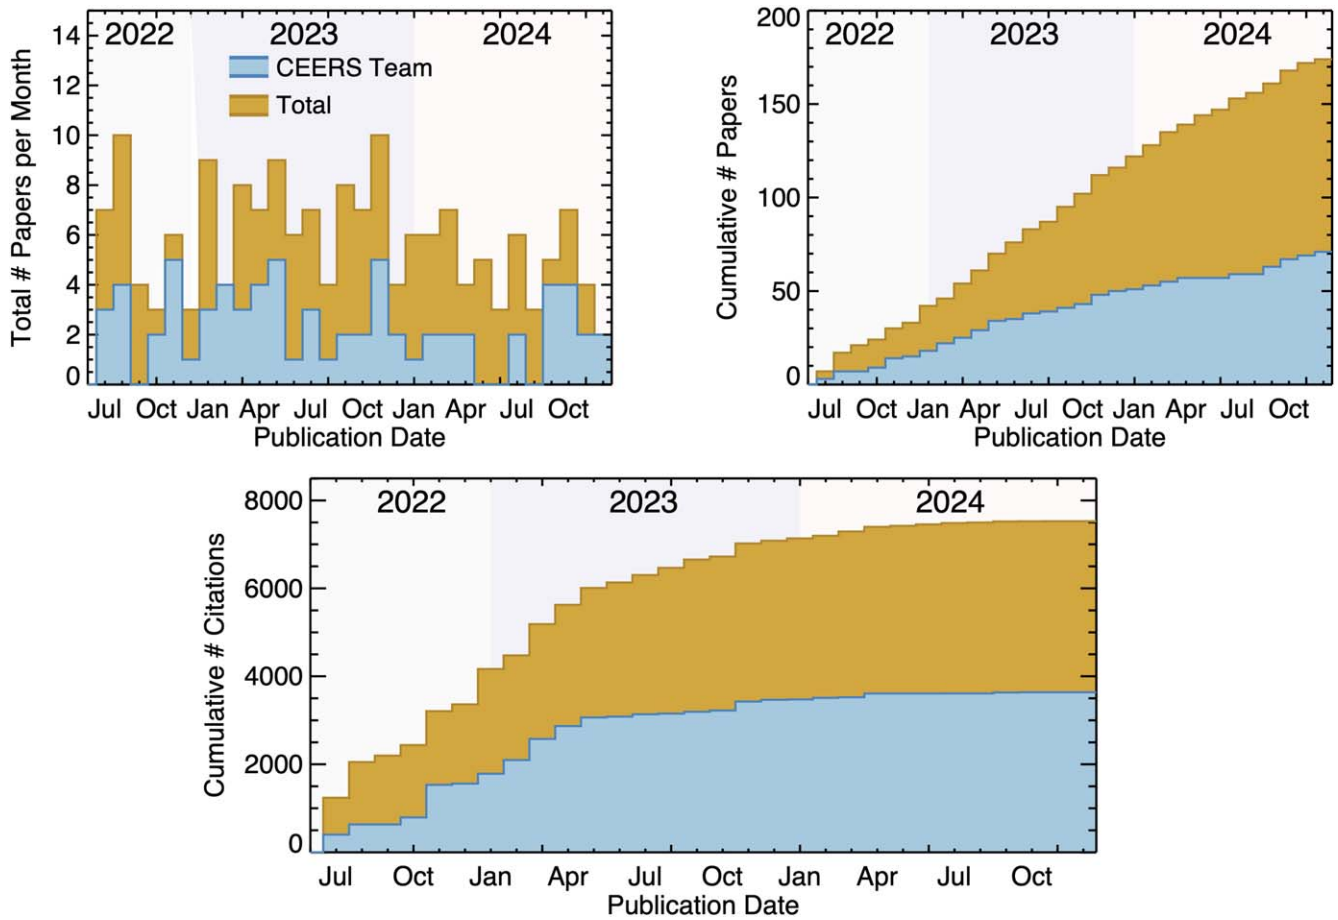 Total # Papers per Month
14
12
10
8
6
4
2
0
2022 2023 2024
CEERS Team
Total
Jul Oct Jan Apr Jul Oct Jan Apr Jul Oct
Publication Date
Cumulative # Papers
200
150
100
50
0
2022 2023 2024
Jul Oct Jan Apr Jul Oct Jan Apr Jul Oct
Publication Date
Cumulative # Citations
8000
6000
4000
2000
0
2022 2023 2024
Jul Oct Jan Apr Jul Oct Jan Apr Jul Oct
Publication Date